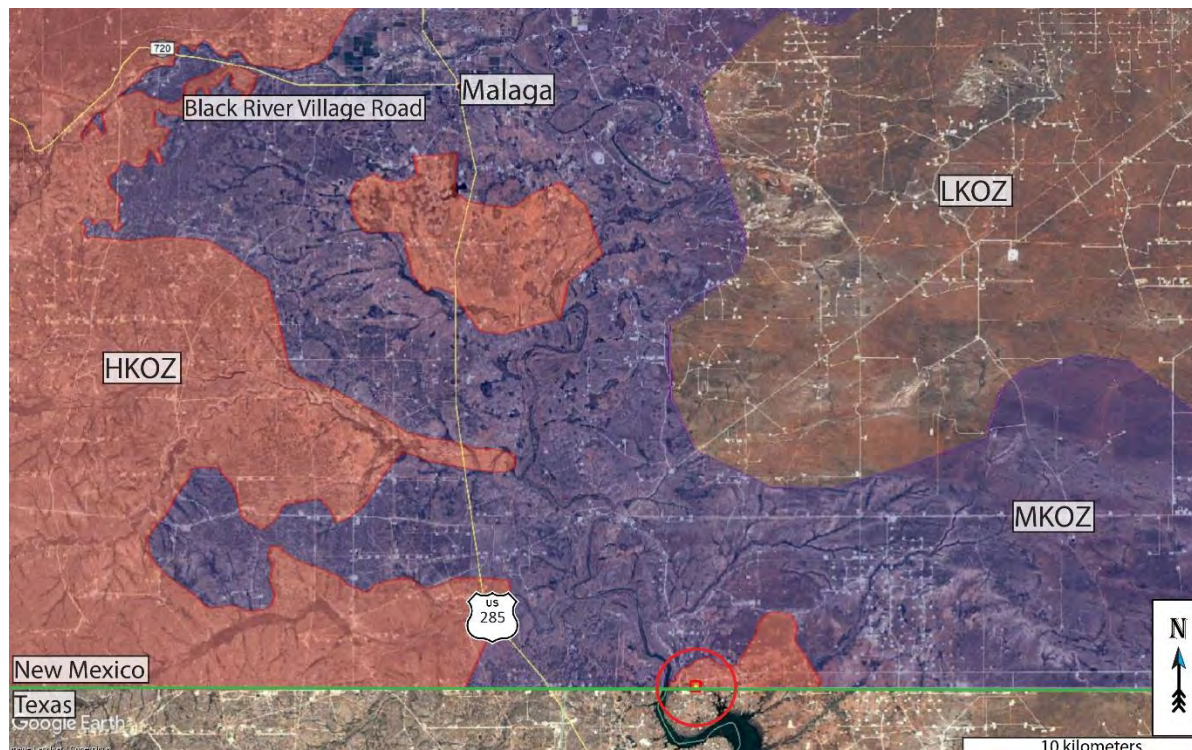 720
Black River Village Road
Malaga
LKOZ
HKOZ
MKOZ
US
285
N
New Mexico
Texas
Google Earth
10 kilometers